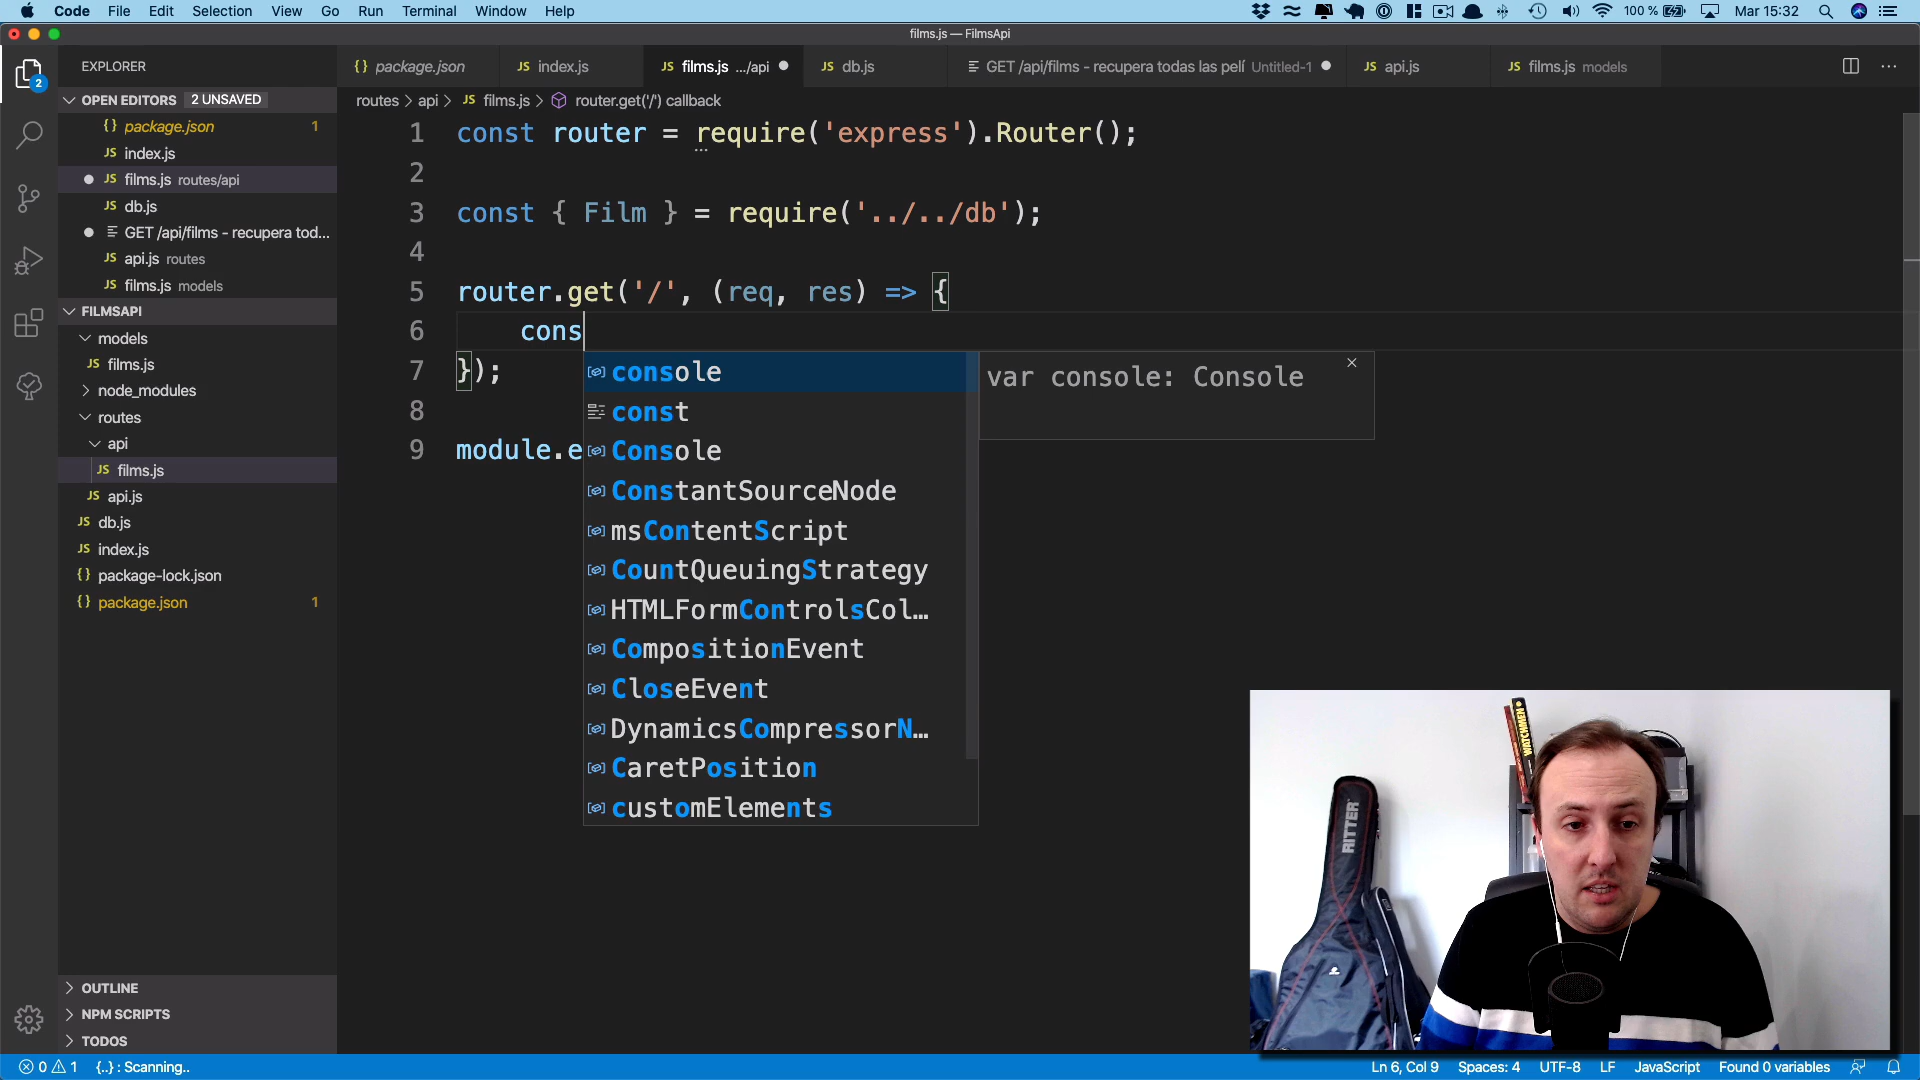 Code File Edit Selection View Go Run Terminal Window Help 100 % Mar 15:32
films.js — FilmsApi
EXPLORER
package.json index.js films.js .../api db.js GET /api/films - recupera todas las pelí Untitled-1 api.js films.js models
OPEN EDITORS 2 UNSAVED
package.json 1
index.js
films.js routes/api
db.js
GET /api/films - recupera tod...
api.js routes
films.js models
FILMSAPI
models
films.js
node_modules
routes
api
films.js
api.js
db.js
index.js
package-lock.json
package.json 1
OUTLINE
NPM SCRIPTS
TODOS
routes > api > JS films.js > router.get('/') callback
1 const router = require('express').Router();
2
3 const { Film } = require('../../db');
4
5 router.get('/', (req, res) => {
6 cons
7 });
8
9 module.e
console
const
Console
ConstantSourceNode
msContentScript
CountQueuingStrategy
HTMLFormControlsCol...
CompositionEvent
CloseEvent
DynamicsCompressorN...
CaretPosition
customElements
var console: Console
WATCHMEN
RITTER
0 1 {..} : Scanning.. Ln 6, Col 9 Spaces: 4 UTF-8 LF JavaScript Found 0 variables